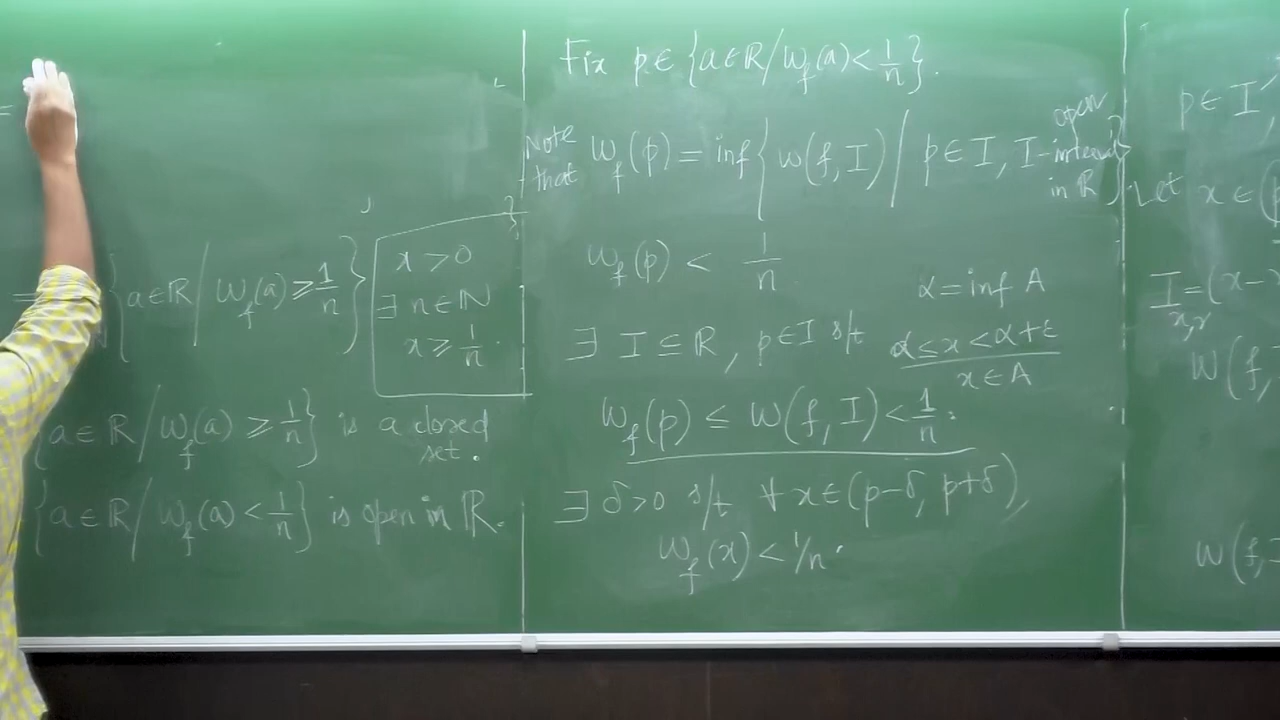 =
= {a∈ℝ / w_f(a) ≥ 1/n}
x > 0
∃ n∈ℕ
x ≥ 1/n.
{a∈ℝ / w_f(a) ≥ 1/n} is a closed
set.
{a∈ℝ / w_f(a) < 1/n} is open in ℝ.
Fix p∈{a∈ℝ / w_f(a) < 1/n}.
Note that w_f(p) = inf{ w(f,I) / p∈I, I-open interval in ℝ }
w_f(p) < 1/n.
α = inf A
∃ I ⊆ ℝ, p∈I s/t
α ≤ x < α+ε
x∈A
w_f(p) ≤ w(f,I) < 1/n.
∃ δ>0 s/t ∀ x∈(p-δ, p+δ),
w_f(x) < 1/n.
p∈I
Let x∈(p
I_{x,r} = (x-
w(f,
w(f,